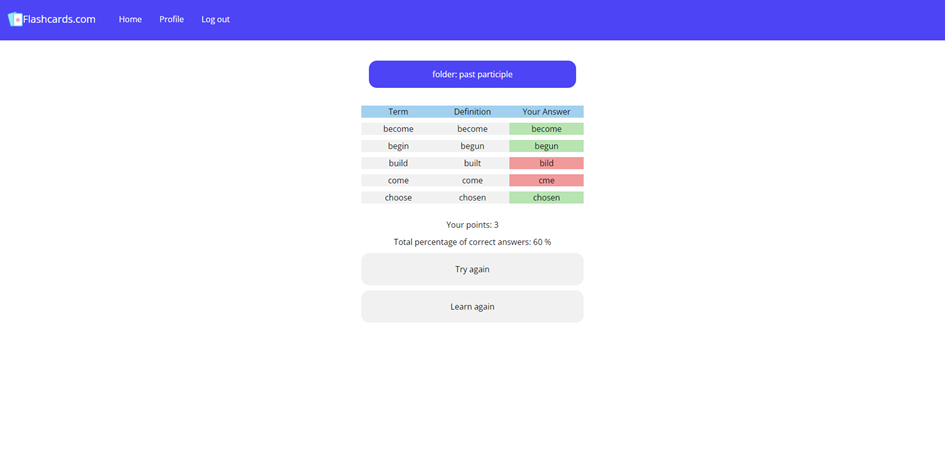 Flashcards.com Home Profile Log out
folder: past participle
Term Definition Your Answer
become become become
begin begun begun
build built bild
come come cme
choose chosen chosen
Your points: 3
Total percentage of correct answers: 60 %
Try again
Learn again